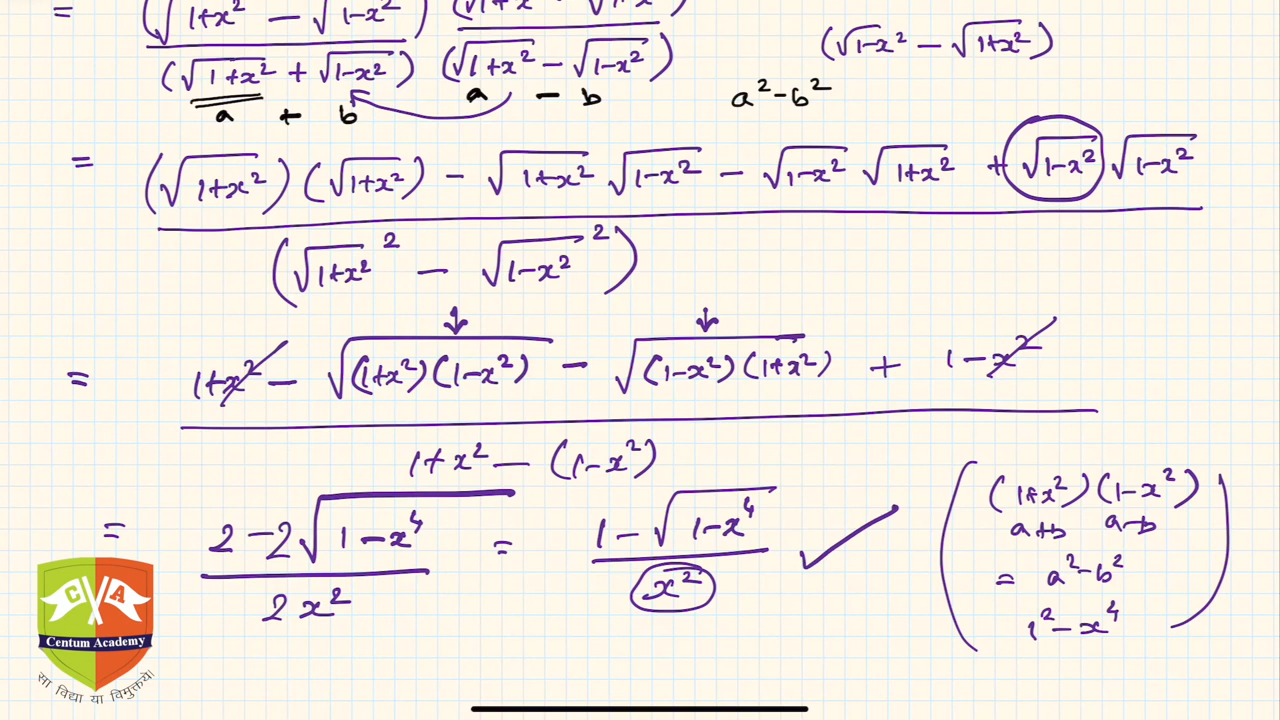 = (√1+x² − √1−x²) (√1+x² − √1−x²)
(√1+x² + √1−x²) (√1+x² − √1−x²)
(√1−x² − √1+x²)
a + b a − b a²−b²
= (√1+x²)(√1+x²) − √1+x² √1−x² − √1−x² √1+x² + √1−x² √1−x²
(√1+x² ² − √1−x² ²)
= 1+x² − √(1+x²)(1−x²) − √(1−x²)(1+x²) + 1−x²
1+x² − (1−x²)
= 2−2√1−x⁴ = 1−√1−x⁴
2x² x²
(1+x²)(1−x²)
a+b a−b
= a²−b²
1²−x⁴
CA
Centum Academy
सा विद्या या विमुक्तये।